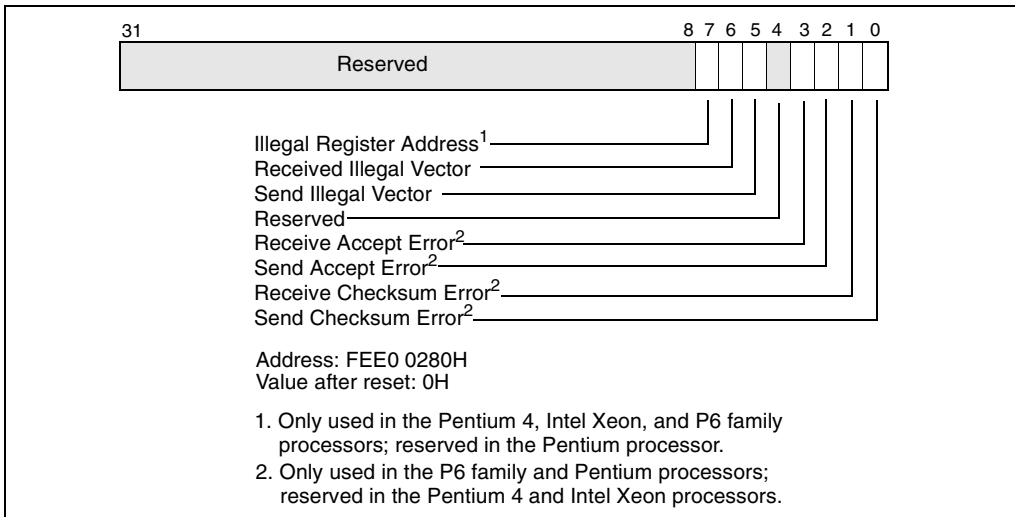 31 8 7 6 5 4 3 2 1 0
Reserved
Illegal Register Address1
Received Illegal Vector
Send Illegal Vector
Reserved
Receive Accept Error2
Send Accept Error2
Receive Checksum Error2
Send Checksum Error2
Address: FEE0 0280H
Value after reset: 0H
1. Only used in the Pentium 4, Intel Xeon, and P6 family
processors; reserved in the Pentium processor.
2. Only used in the P6 family and Pentium processors;
reserved in the Pentium 4 and Intel Xeon processors.